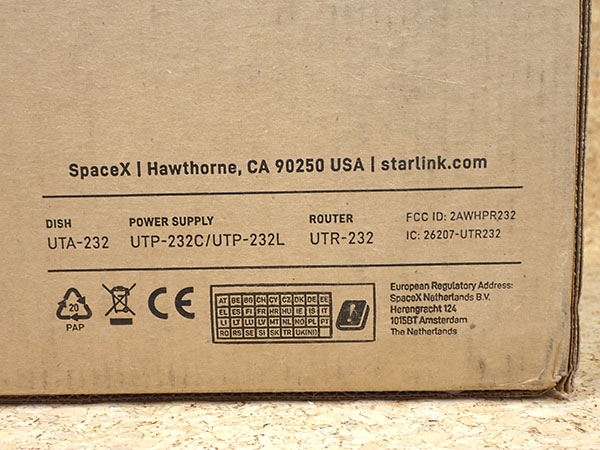 SpaceX | Hawthorne, CA 90250 USA | starlink.com
DISH POWER SUPPLY ROUTER FCC ID: 2AWHPR232
UTA-232 UTP-232C/UTP-232L UTR-232 IC: 26207-UTR232
20
PAP
CE
AT BE BG CH CY CZ DK DE EE
EL ES FI FR HR HU IE IS IT
LI LT LU LV MT NL NO PL PT
RO RS SE SI SK TR UK(NI)
European Regulatory Address:
SpaceX Netherlands B.V.
Herengracht 124
1015BT Amsterdam
The Netherlands